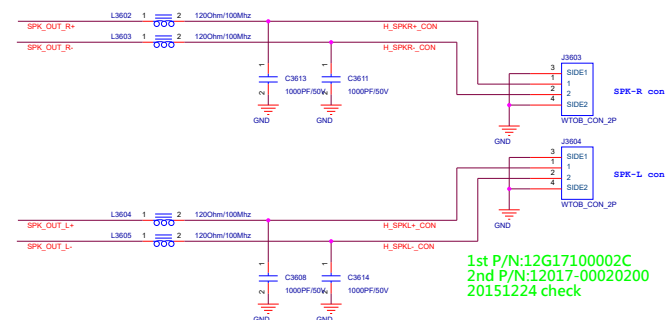 L3602 1 2 120Ohm/100Mhz
SPK_OUT_R+ H_SPKR+_CON
L3603 1 2 120Ohm/100Mhz
SPK_OUT_R- H_SPKR-_CON
J3603
3 SIDE1
1 1
2 2
4 SIDE2
WTOB_CON_2P
SPK-R con
1 1
C3613 C3611
2 1000PF/50V 2 1000PF/50V
GND GND
GND
J3604
3 SIDE1
1 1
2 2
4 SIDE2
WTOB_CON_2P
SPK-L con
GND
L3604 1 2 120Ohm/100Mhz
SPK_OUT_L+ H_SPKL+_CON
L3605 1 2 120Ohm/100Mhz
SPK_OUT_L- H_SPKL-_CON
1 1
C3608 C3614
2 1000PF/50V 2 1000PF/50V
GND GND
1st P/N:12G17100002C
2nd P/N:12017-00020200
20151224 check